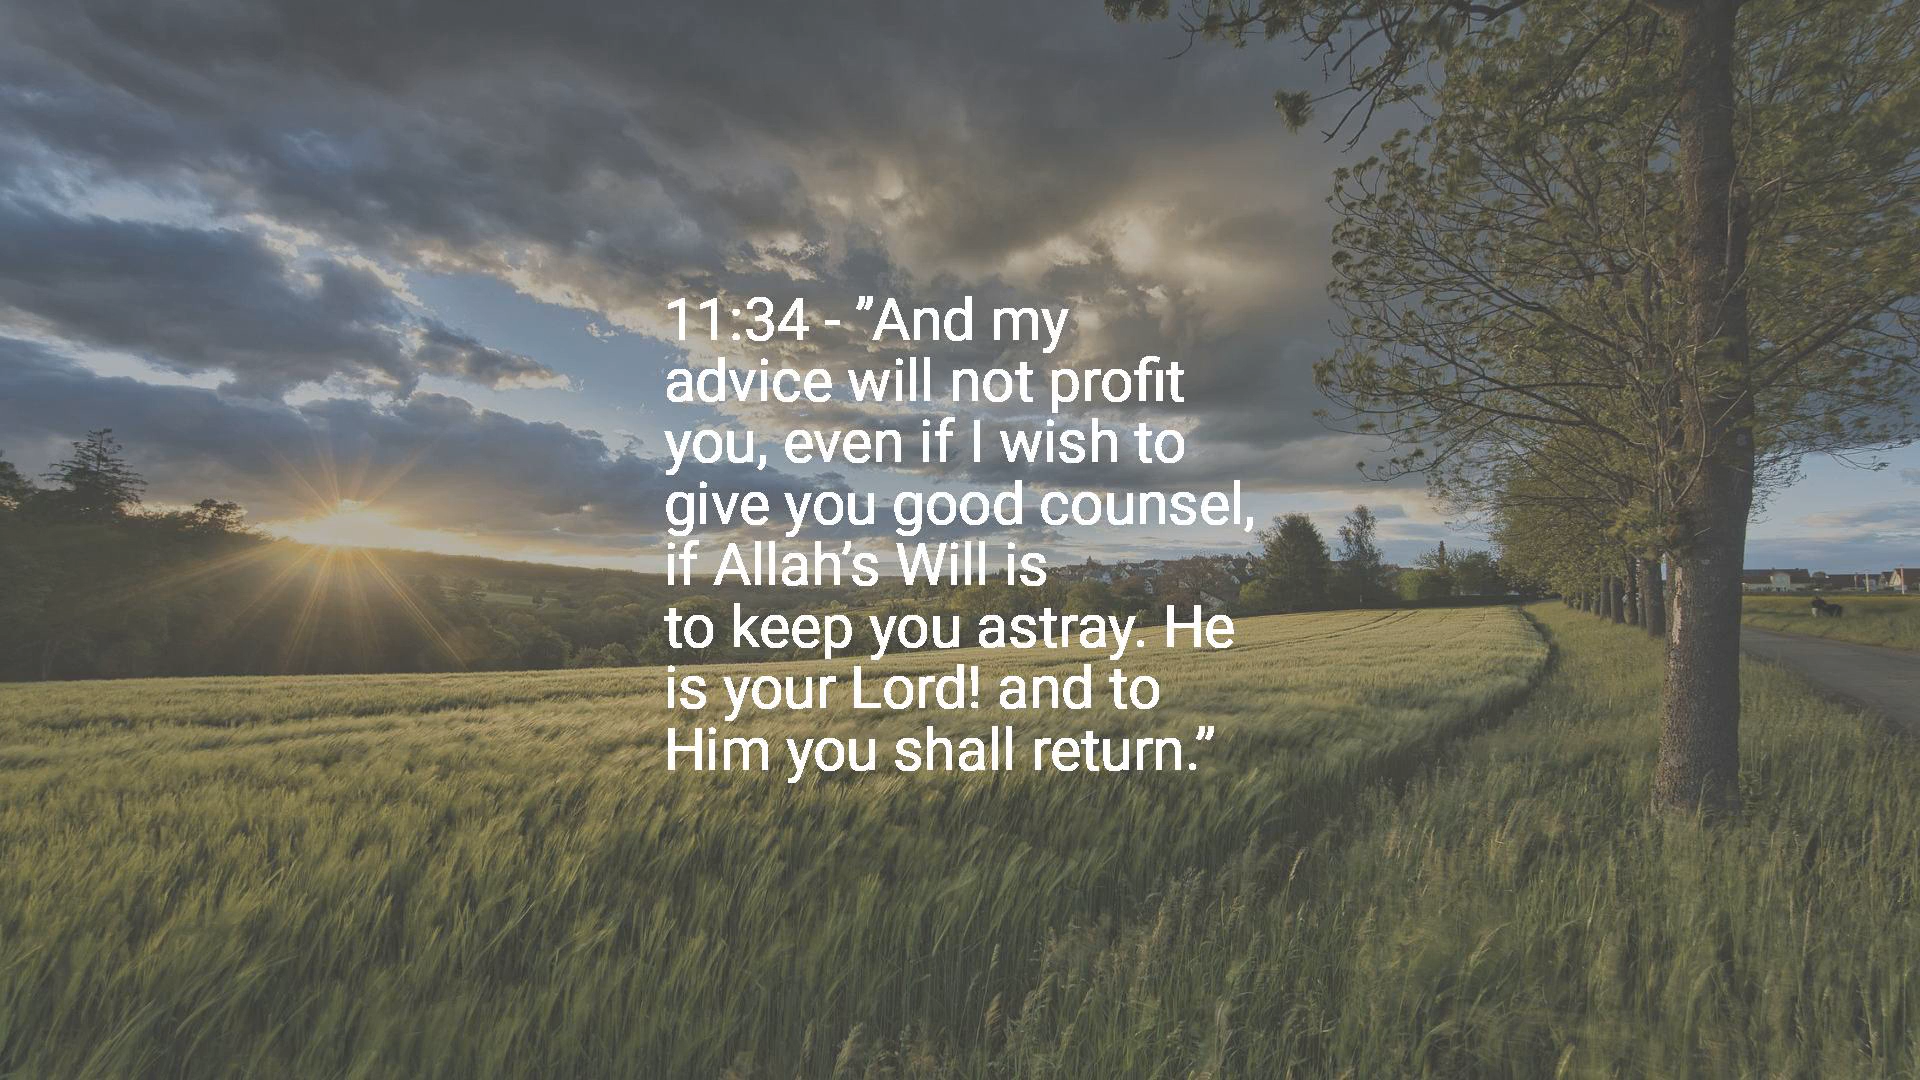 11:34 - ”And my
advice will not profit
you, even if I wish to
give you good counsel,
if Allah’s Will is
to keep you astray. He
is your Lord! and to
Him you shall return.”